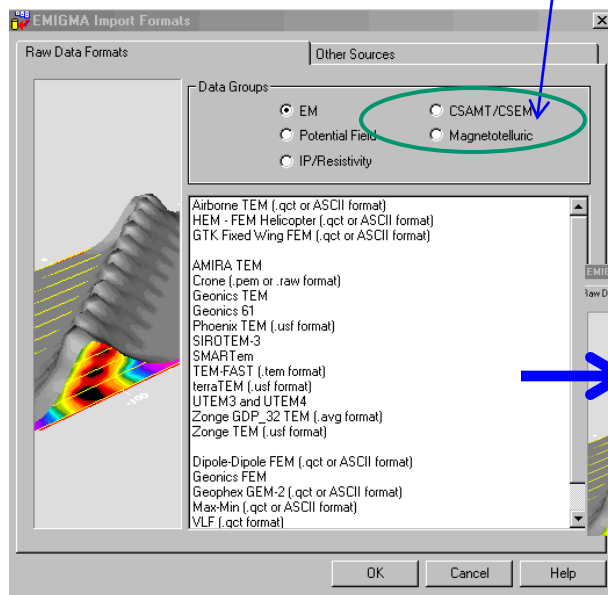 EMIGMA Import Formats
Raw Data Formats
Other Sources
Data Groups
EM
CSAMT/CSEM
Potential Field
Magnetotelluric
IP/Resistivity
Airborne TEM (.qct or ASCII format)
HEM - FEM Helicopter (.qct or ASCII format)
GTK Fixed Wing FEM (.qct or ASCII format)
AMIRA TEM
Crone (.pem or .raw format)
Geonics TEM
Geonics 61
Phoenix TEM (.usf format)
SIROTEM-3
SMARTem
TEM-FAST (.tem format)
terraTEM (.usf format)
UTEM3 and UTEM4
Zonge GDP_32 TEM (.avg format)
Zonge TEM (.usf format)
Dipole-Dipole FEM (.qct or ASCII format)
Geonics FEM
Geophex GEM-2 (.qct or ASCII format)
Max-Min (.qct or ASCII format)
VLF (.qct format)
-100
EMIG
Raw D
OK
Cancel
Help